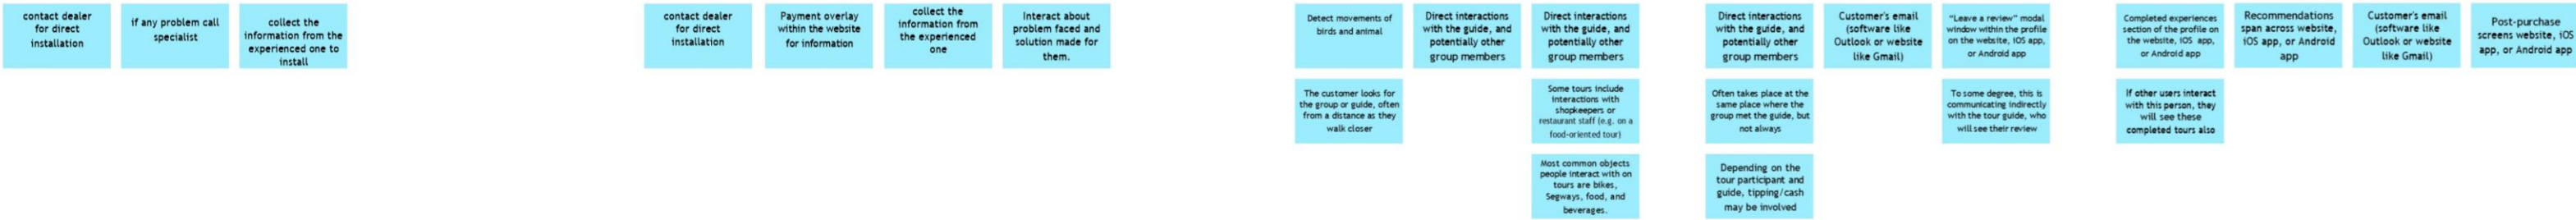 contact dealer
for direct
installation
if any problem call
specialist
collect the
information from the
experienced one to
install
contact dealer
for direct
installation
Payment overlay
within the website
for information
collect the
information from
the experienced
one
Interact about
problem faced and
solution made for
them.
Detect movements of
birds and animal
Direct interactions
with the guide, and
potentially other
group members
Direct interactions
with the guide, and
potentially other
group members
Direct interactions
with the guide, and
potentially other
group members
Customer's email
(software like
Outlook or website
like Gmail)
“Leave a review” modal
window within the profile
on the website, iOS app,
or Android app
Completed experiences
section of the profile on
the website, iOS app,
or Android app
Recommendations
span across website,
iOS app, or Android
app
Customer's email
(software like
Outlook or website
like Gmail)
Post-purchase
screens website, iOS
app, or Android app
The customer looks for
the group or guide, often
from a distance as they
walk closer
Some tours include
interactions with
shopkeepers or
restaurant staff (e.g. on a
food-oriented tour)
Often takes place at the
same place where the
group met the guide, but
not always
To some degree, this is
communicating indirectly
with the tour guide, who
will see their review
If other users interact
with this person, they
will see these
completed tours also
Most common objects
people interact with on
tours are bikes,
Segways, food, and
beverages.
Depending on the
tour participant and
guide, tipping/cash
may be involved